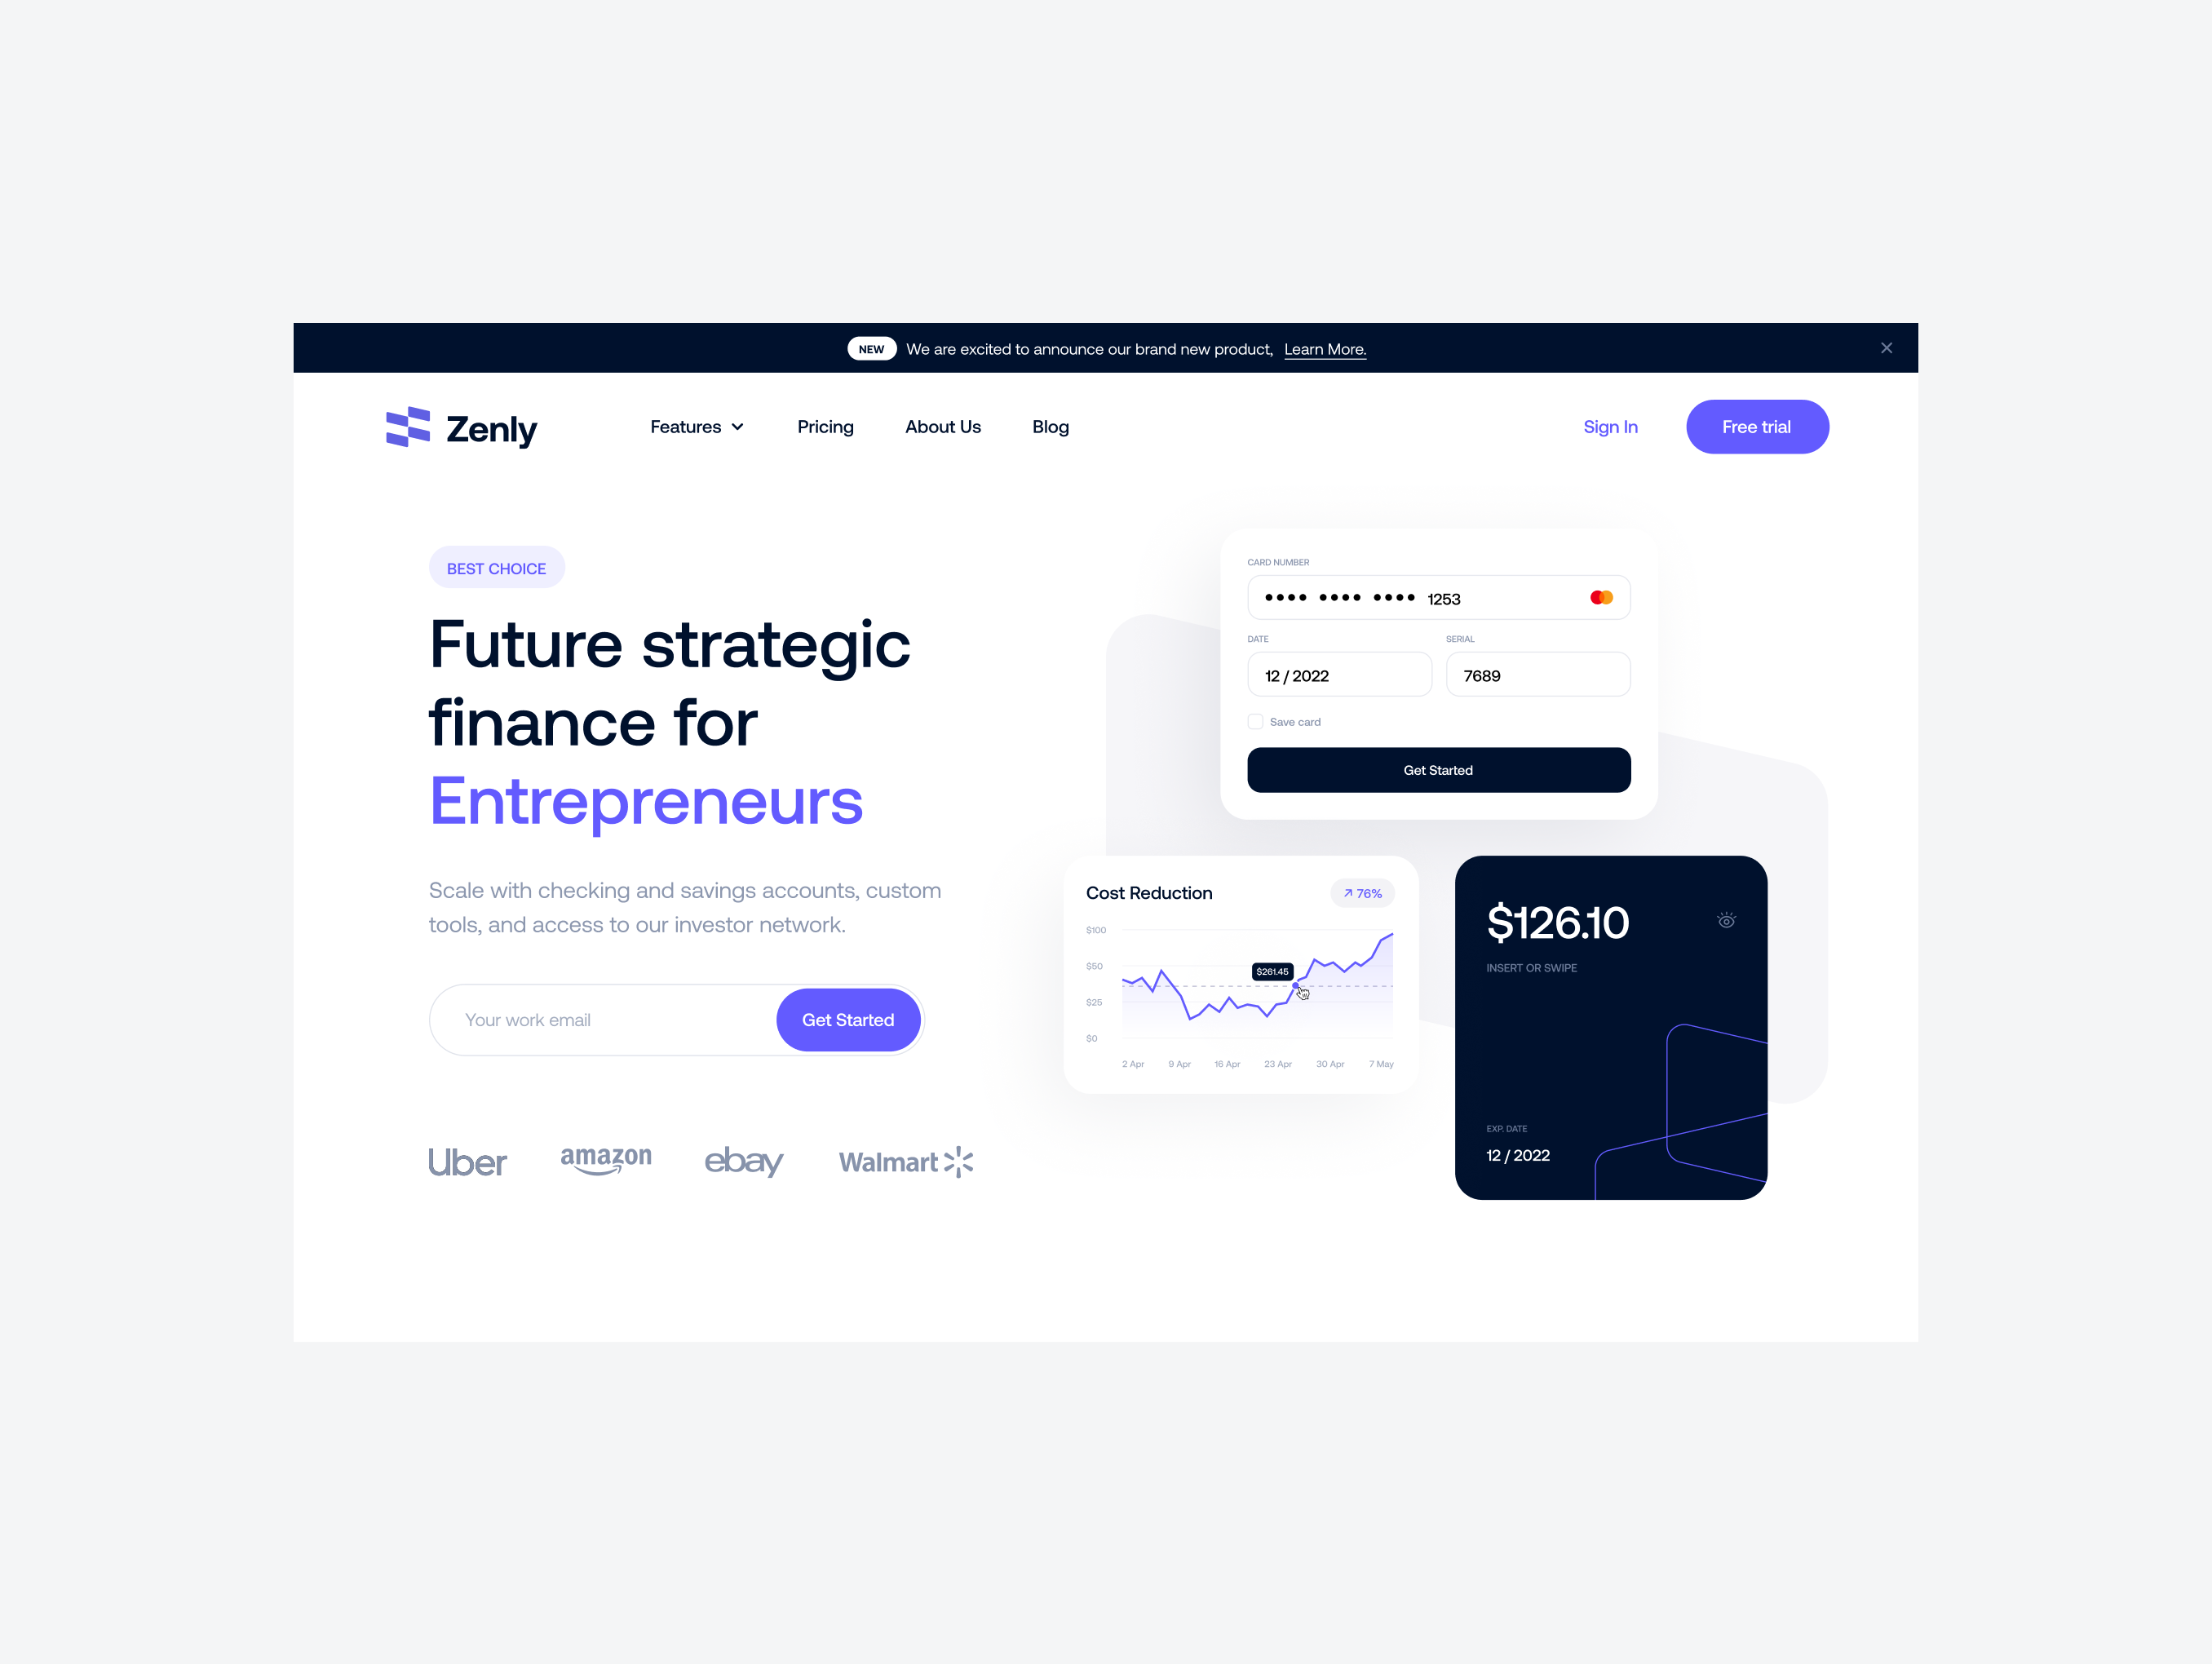 NEW We are excited to announce our brand new product, Learn More.
Zenly
Features
Pricing
About Us
Blog
Sign In
Free trial
BEST CHOICE
Future strategic
finance for
Entrepreneurs
Scale with checking and savings accounts, custom
tools, and access to our investor network.
Your work email
Get Started
Uber
amazon
ebay
Walmart
CARD NUMBER
•••• •••• •••• 1253
DATE
SERIAL
12 / 2022
7689
Save card
Get Started
Cost Reduction
76%
$100
$50
$25
$0
$261.45
2 Apr
9 Apr
16 Apr
23 Apr
30 Apr
7 May
$126.10
INSERT OR SWIPE
EXP. DATE
12 / 2022